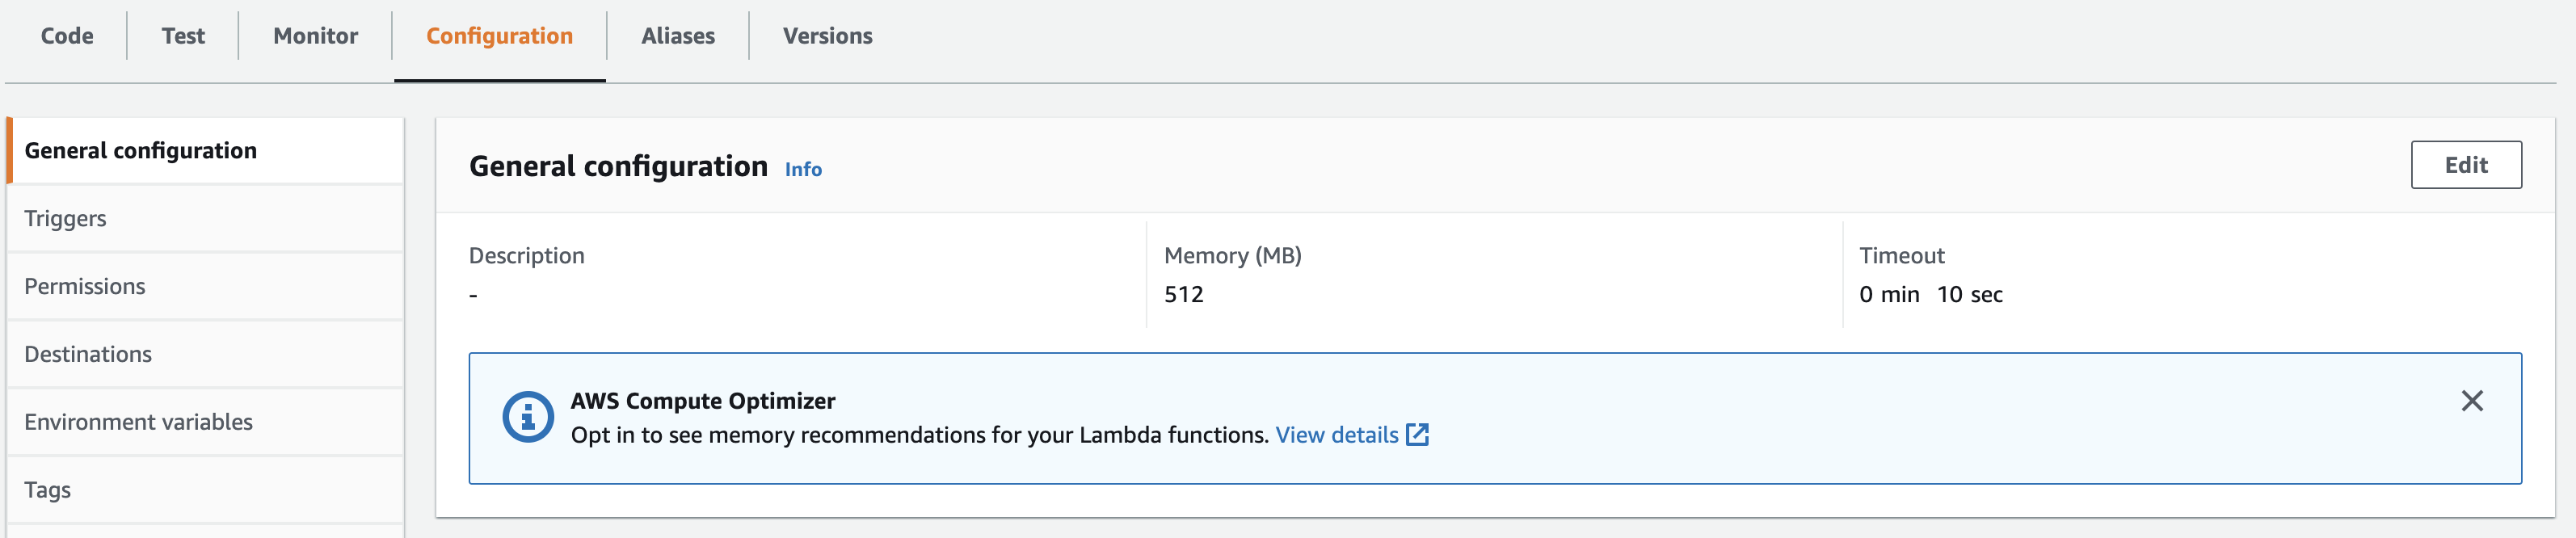 Code Test Monitor Configuration Aliases Versions
General configuration
Triggers
Permissions
Destinations
Environment variables
Tags
General configuration Info
Edit
Description
-
Memory (MB)
512
Timeout
0 min 10 sec
AWS Compute Optimizer
Opt in to see memory recommendations for your Lambda functions. View details